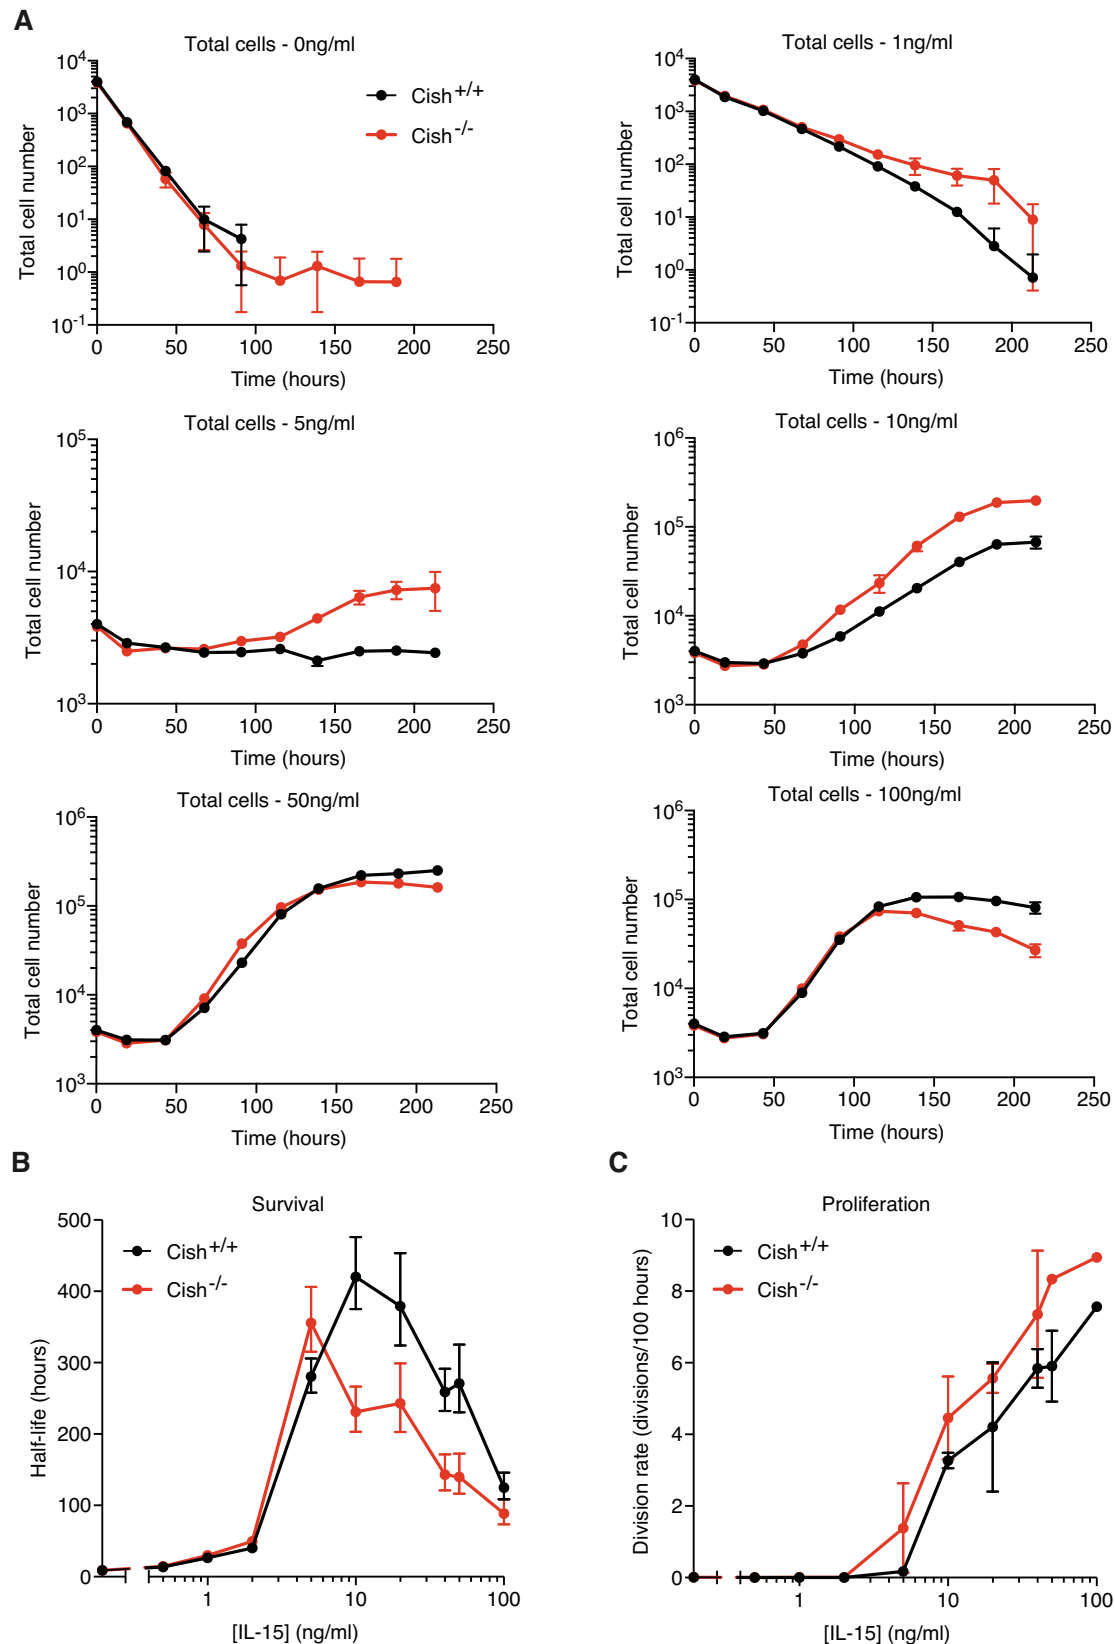 A
Total cells - 0ng/ml
Total cells - 1ng/ml
10^4
10^3
10^2
10^1
10^0
10^-1
Total cell number
0 50 100 150 200 250
Time (hours)
Cish+/+
Cish-/-
10^4
10^3
10^2
10^1
10^0
10^-1
Total cell number
0 50 100 150 200 250
Time (hours)
Total cells - 5ng/ml
Total cells - 10ng/ml
10^5
10^4
10^3
Total cell number
0 50 100 150 200 250
Time (hours)
10^6
10^5
10^4
10^3
Total cell number
0 50 100 150 200 250
Time (hours)
Total cells - 50ng/ml
Total cells - 100ng/ml
10^6
10^5
10^4
10^3
Total cell number
0 50 100 150 200 250
Time (hours)
10^6
10^5
10^4
10^3
Total cell number
0 50 100 150 200 250
Time (hours)
B
Survival
500
400
300
200
100
0
Half-life (hours)
Cish+/+
Cish-/-
1 10 100
[IL-15] (ng/ml)
C
Proliferation
10
8
6
4
2
0
Division rate (divisions/100 hours)
Cish+/+
Cish-/-
1 10 100
[IL-15] (ng/ml)